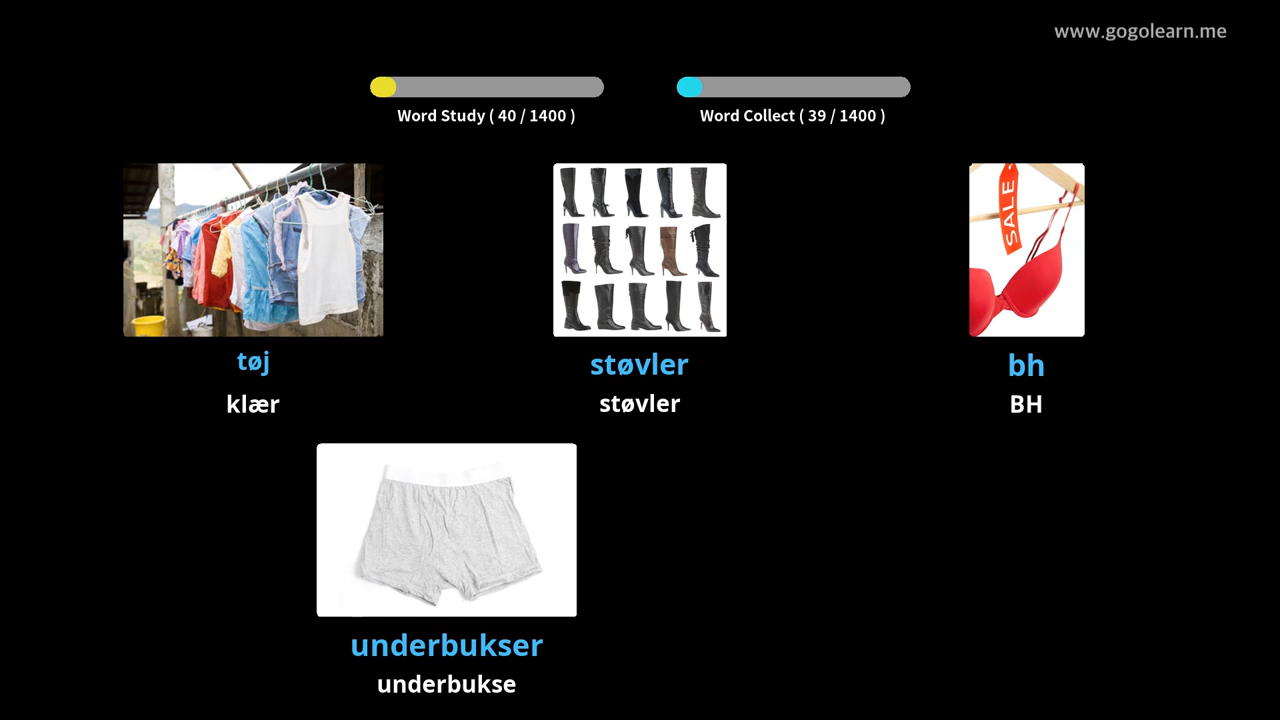 www.gogolearn.me
Word Study ( 40 / 1400 )
Word Collect ( 39 / 1400 )
SALE
tøj
støvler
bh
klær
støvler
BH
underbukser
underbukse